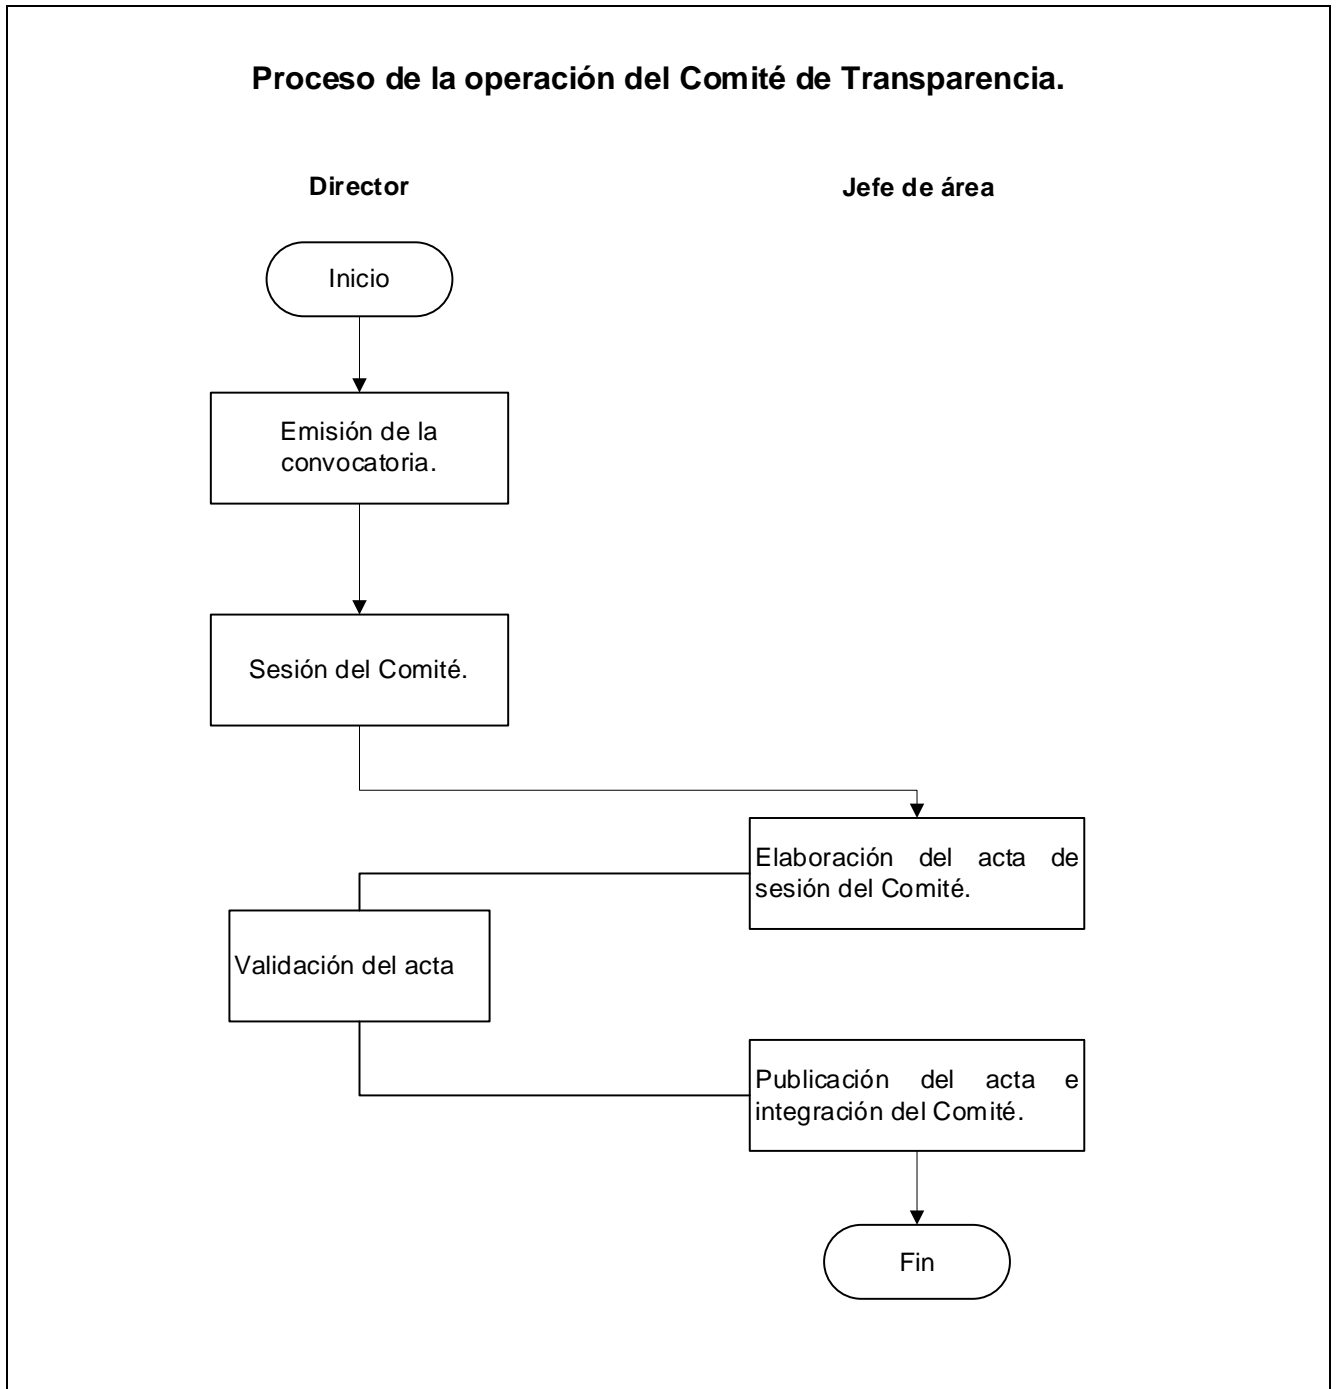 Proceso de la operación del Comité de Transparencia.
Director
Jefe de área
Inicio
Emisión de la
convocatoria.
Sesión del Comité.
Elaboración del acta de
sesión del Comité.
Validación del acta
Publicación del acta e
integración del Comité.
Fin